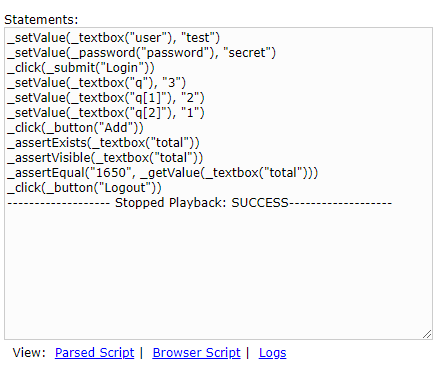 Statements:
_setValue(_textbox("user"), "test")
_setValue(_password("password"), "secret")
_click(_submit("Login"))
_setValue(_textbox("q"), "3")
_setValue(_textbox("q[1]"), "2")
_setValue(_textbox("q[2]"), "1")
_click(_button("Add"))
_assertExists(_textbox("total"))
_assertVisible(_textbox("total"))
_assertEqual("1650", _getValue(_textbox("total")))
_click(_button("Logout"))
------------------- Stopped Playback: SUCCESS-------------------
View: Parsed Script | Browser Script | Logs